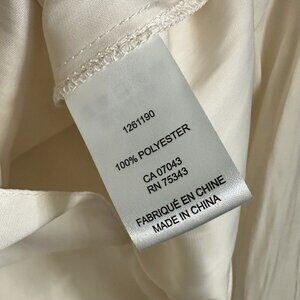 1261190
100% POLYESTER
CA 07043
RN 75343
FABRIQUÉ EN CHINE
MADE IN CHINA